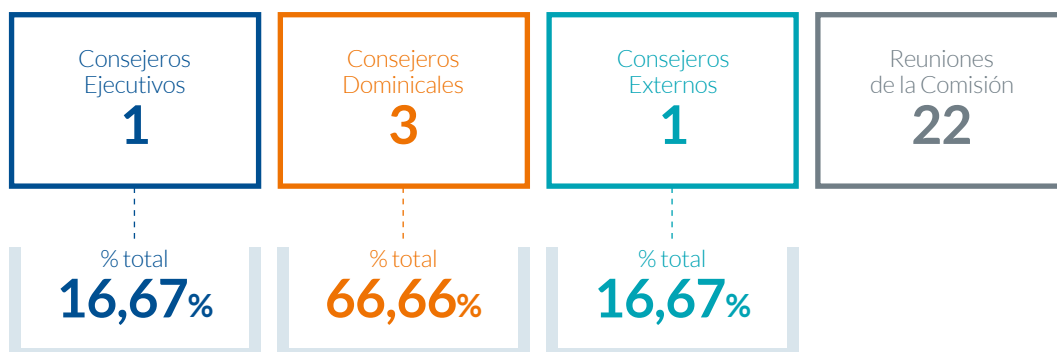 Consejeros
Ejecutivos
1
Consejeros
Dominicales
3
Consejeros
Externos
1
Reuniones
de la Comisión
22
% total
16,67%
% total
66,66%
% total
16,67%